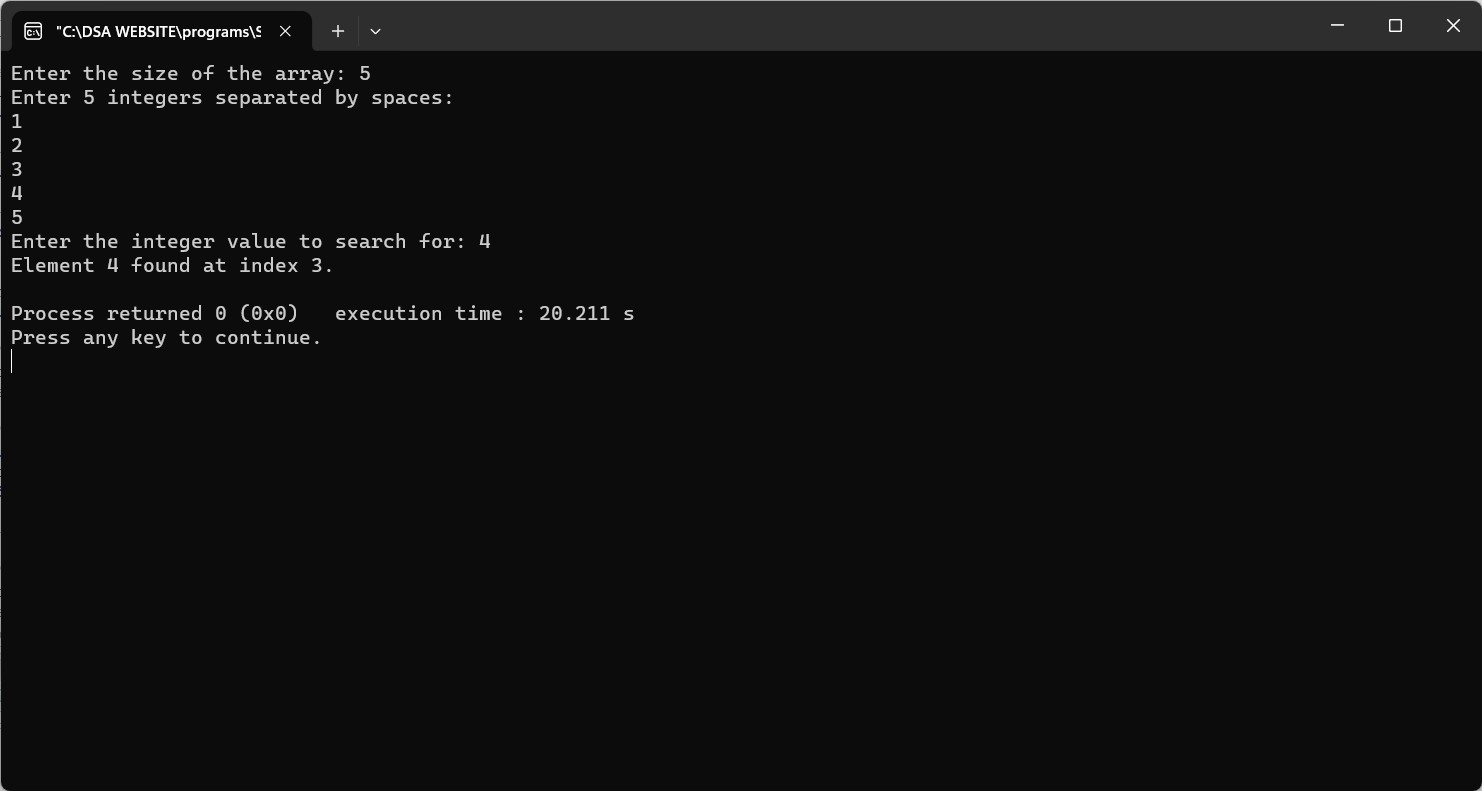 "C:\DSA WEBSITE\programs\S
Enter the size of the array: 5
Enter 5 integers separated by spaces:
1
2
3
4
5
Enter the integer value to search for: 4
Element 4 found at index 3.
Process returned 0 (0x0)   execution time : 20.211 s
Press any key to continue.